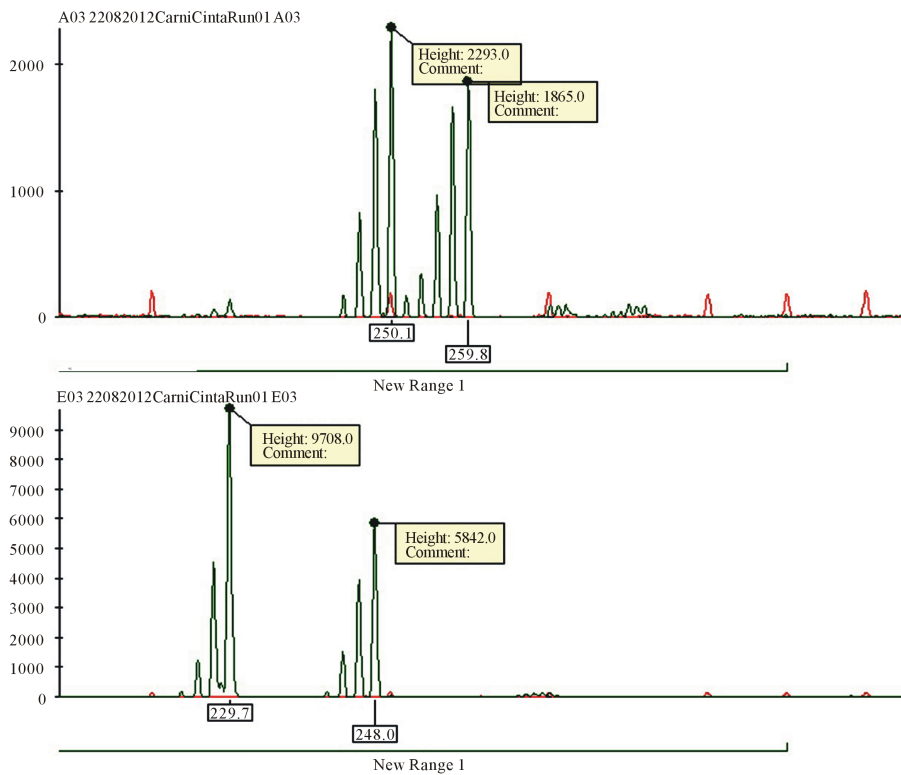 A03 22082012CarniCintaRun01 A03
2000
1000
0
Height: 2293.0
Comment:
Height: 1865.0
Comment:
250.1
259.8
New Range 1
E03 22082012CarniCintaRun01 E03
9000
8000
7000
6000
5000
4000
3000
2000
1000
0
Height: 9708.0
Comment:
Height: 5842.0
Comment:
229.7
248.0
New Range 1